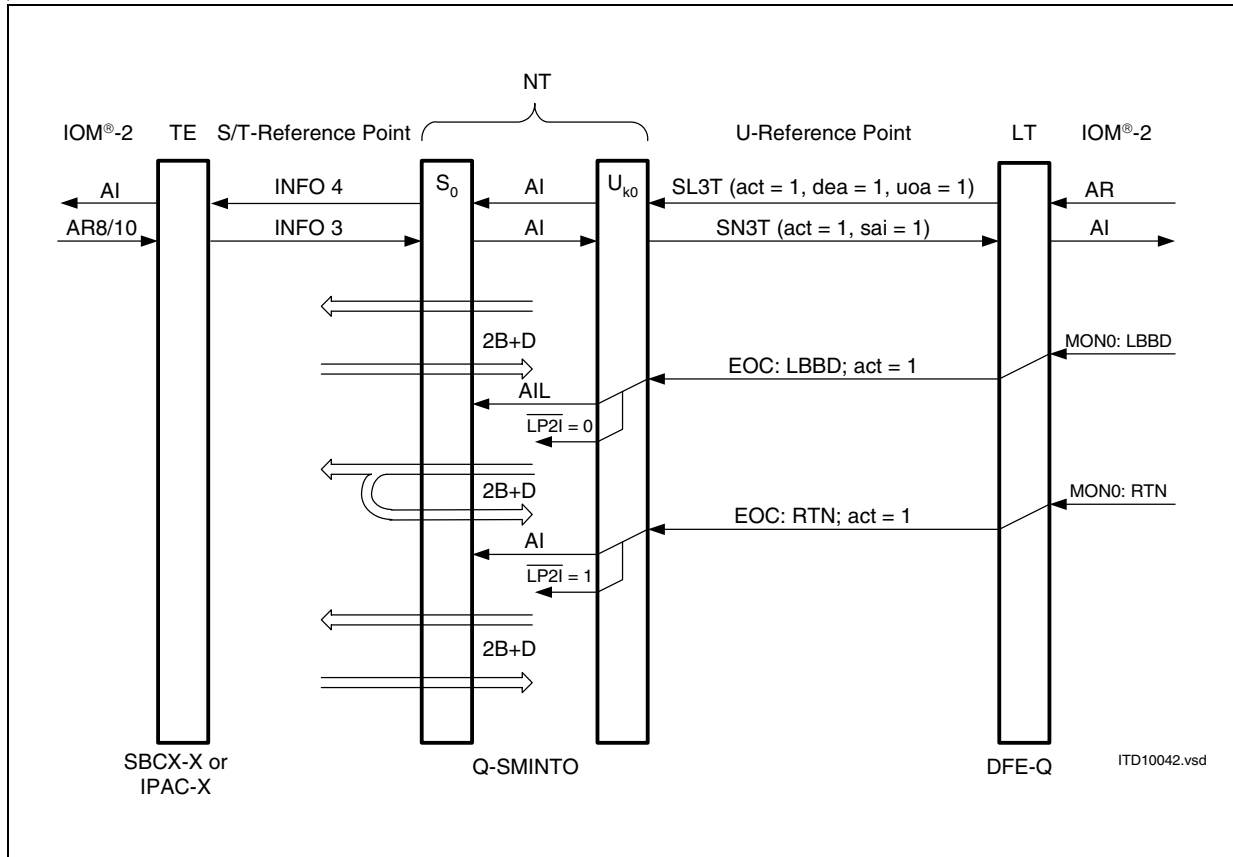 NT
IOM®-2 TE S/T-Reference Point U-Reference Point LT IOM®-2
S0 Uk0
AI INFO 4 AI SL3T (act = 1, dea = 1, uoa = 1) AR
AR8/10 INFO 3 AI SN3T (act = 1, sai = 1) AI
2B+D
MON0: LBBD
EOC: LBBD; act = 1
AIL
LP2I = 0
2B+D
MON0: RTN
EOC: RTN; act = 1
AI
LP2I = 1
2B+D
SBCX-X or
IPAC-X
Q-SMINTO
DFE-Q
ITD10042.vsd